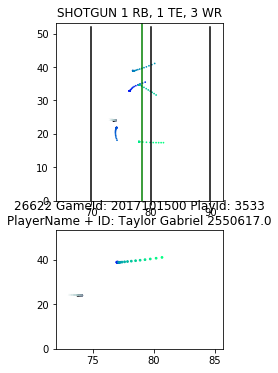 SHOTGUN 1 RB, 1 TE, 3 WR
50
40
30
20
10
0
70 80 90
26622 GameId: 2017101500 PlayId: 3533
PlayerName + ID: Taylor Gabriel 2550617.0
40
20
0
75 80 85